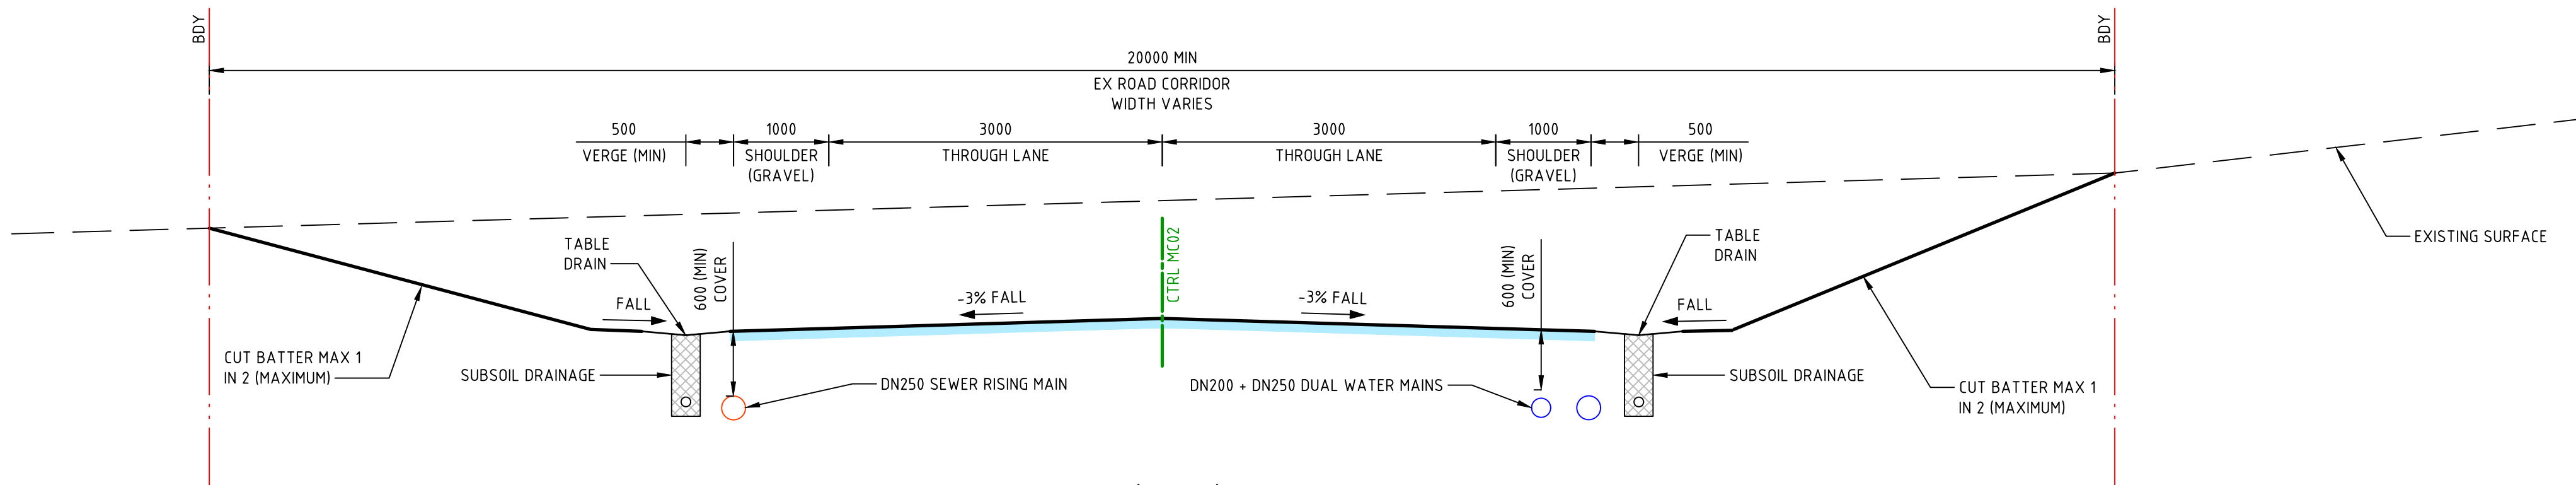 BDY
BDY
20000 MIN
EX ROAD CORRIDOR
WIDTH VARIES
500
VERGE (MIN)
1000
SHOULDER
(GRAVEL)
3000
THROUGH LANE
3000
THROUGH LANE
1000
SHOULDER
(GRAVEL)
500
VERGE (MIN)
TABLE
DRAIN
600 (MIN)
COVER
CTRL MC02
600 (MIN)
COVER
TABLE
DRAIN
EXISTING SURFACE
FALL
-3% FALL
-3% FALL
FALL
CUT BATTER MAX 1
IN 2 (MAXIMUM)
SUBSOIL DRAINAGE
DN250 SEWER RISING MAIN
DN200 + DN250 DUAL WATER MAINS
SUBSOIL DRAINAGE
CUT BATTER MAX 1
IN 2 (MAXIMUM)